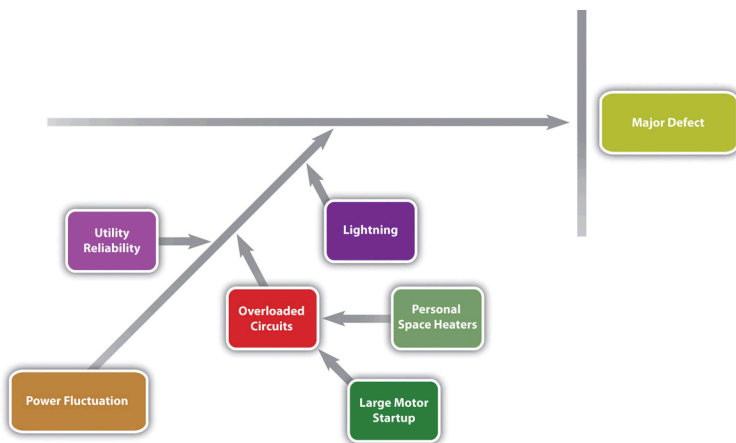 Major Defect
Utility
Reliability
Lightning
Overloaded
Circuits
Personal
Space Heaters
Power Fluctuation
Large Motor
Startup